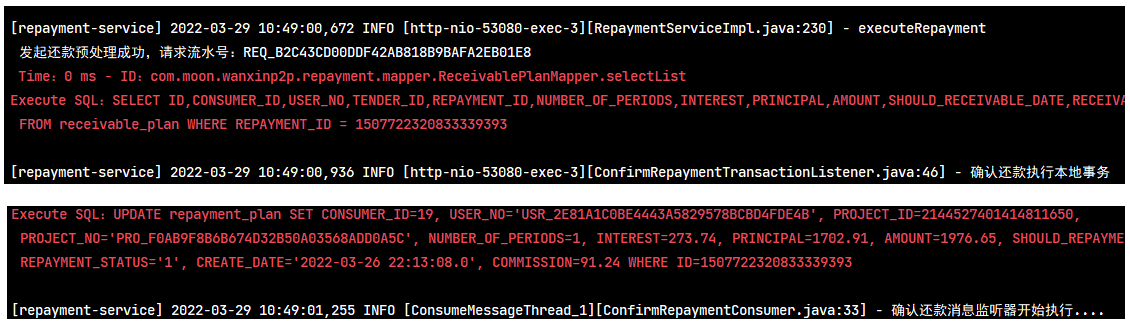 [repayment-service] 2022-03-29 10:49:00,672 INFO [http-nio-53080-exec-3][RepaymentServiceImpl.java:230] - executeRepayment
发起还款预处理成功，请求流水号：REQ_B2C43CD00DDF42AB818B9BAFA2EB01E8
Time：0 ms - ID：com.moon.wanxinp2p.repayment.mapper.ReceivablePlanMapper.selectList
Execute SQL：SELECT ID,CONSUMER_ID,USER_NO,TENDER_ID,REPAYMENT_ID,NUMBER_OF_PERIODS,INTEREST,PRINCIPAL,AMOUNT,SHOULD_RECEIVABLE_DATE,RECEIVA
FROM receivable_plan WHERE REPAYMENT_ID = 1507722320833339393
[repayment-service] 2022-03-29 10:49:00,936 INFO [http-nio-53080-exec-3][ConfirmRepaymentTransactionListener.java:46] - 确认还款执行本地事务
Execute SQL：UPDATE repayment_plan SET CONSUMER_ID=19, USER_NO='USR_2E81A1C0BE4443A5829578BCBD4FDE4B', PROJECT_ID=21445274014148​11650,
PROJECT_NO='PRO_F0AB9F8B6B674D32B50A03568ADD0A5C', NUMBER_OF_PERIODS=1, INTEREST=273.74, PRINCIPAL=1702.91, AMOUNT=1976.65, SHOULD_REPAYME
REPAYMENT_STATUS='1', CREATE_DATE='2022-03-26 22:13:08.0', COMMISSION=91.24 WHERE ID=1507722320833339393
[repayment-service] 2022-03-29 10:49:01,255 INFO [ConsumeMessageThread_1][ConfirmRepaymentConsumer.java:33] - 确认还款消息监听器开始执行....